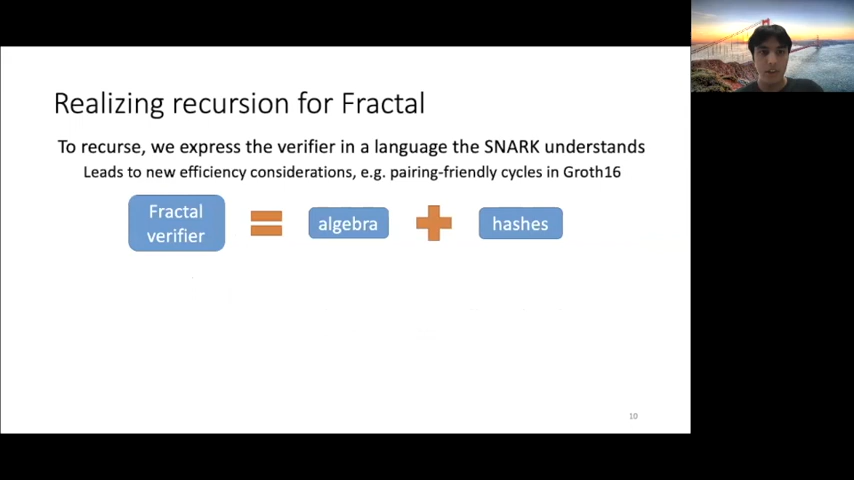 Realizing recursion for Fractal
To recurse, we express the verifier in a language the SNARK understands
Leads to new efficiency considerations, e.g. pairing-friendly cycles in Groth16
Fractal
verifier
algebra
hashes
10